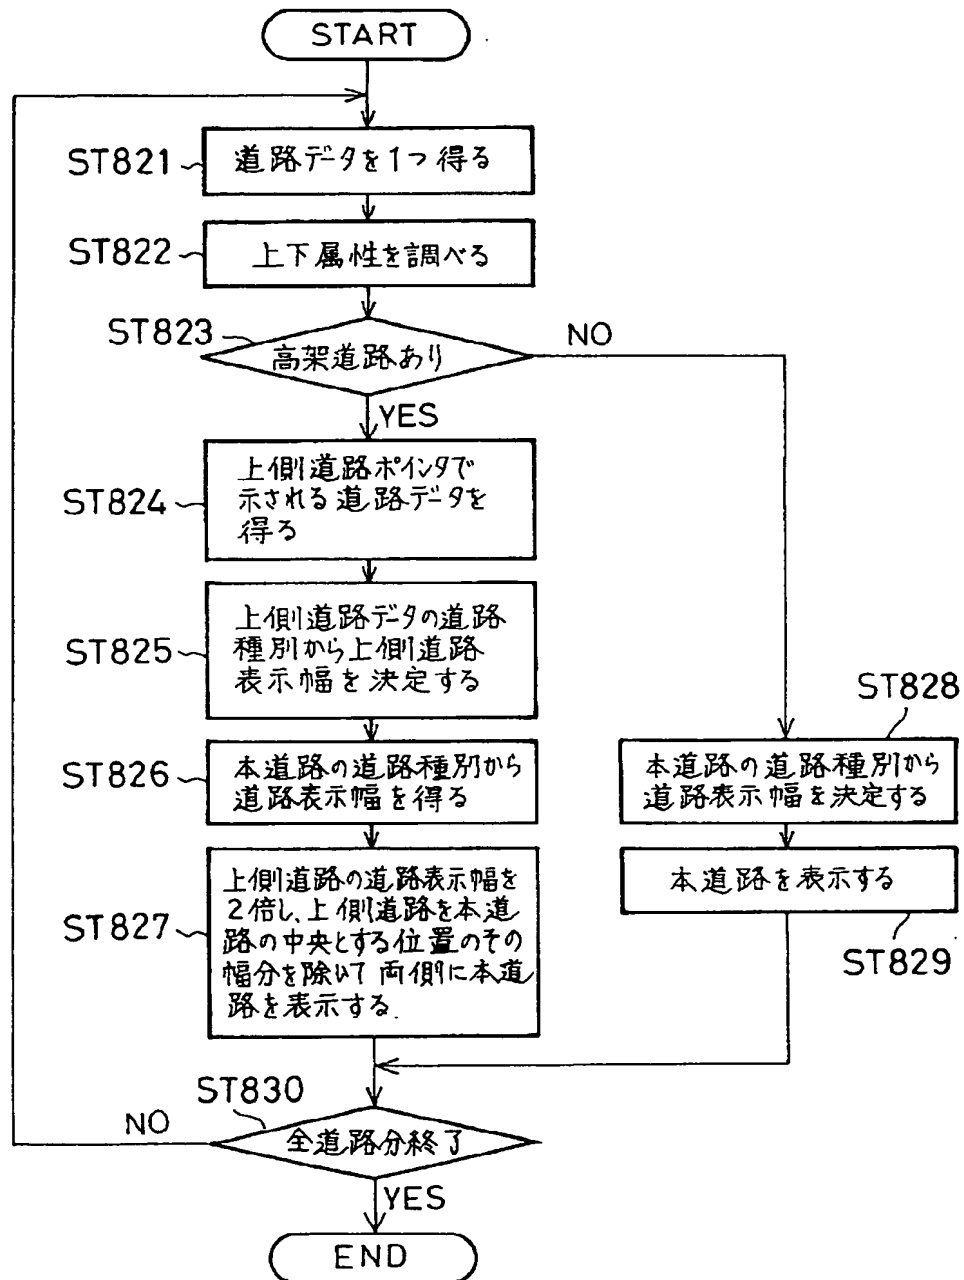 START
ST821
道路データを1つ得る
ST822
上下属性を調べる
ST823
高架道路あり
NO
YES
ST824
上側道路ポインタで
示される道路データを
得る
ST825
上側道路データの道路
種別から上側道路
表示幅を決定する
ST826
本道路の道路種別から
道路表示幅を得る
ST827
上側道路の道路表示幅を
2倍し、上側道路を本道
路の中央とする位置のその
幅分を除いて両側に本道
路を表示する.
ST828
本道路の道路種別から
道路表示幅を決定する
本道路を表示する
ST829
ST830
全道路分終了
NO
YES
END